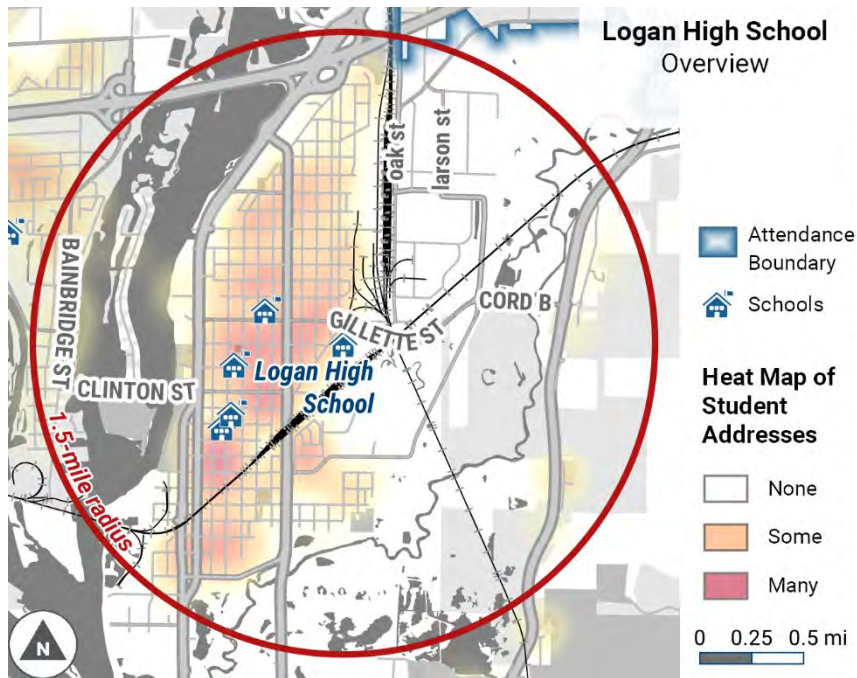 Logan High School
Overview
oak st
larson st
BAINBRIDGE ST
CORD B
GILLETTE ST
CLINTON ST
Logan High
School
1.5-mile radius
N
Attendance
Boundary
Schools
Heat Map of
Student
Addresses
None
Some
Many
0 0.25 0.5 mi